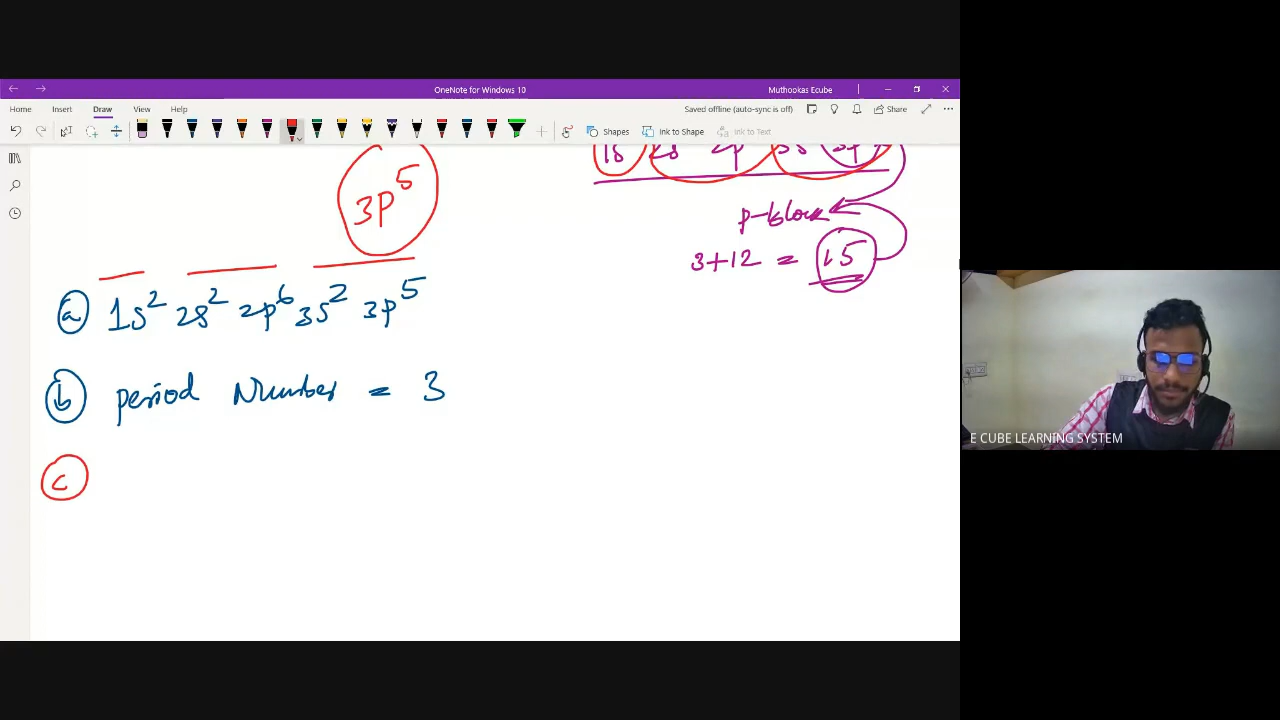 OneNote for Windows 10
Muthookas Ecube
Home Insert Draw View Help
Saved offline (auto-sync is off)
Share
Shapes
Ink to Shape
Ink to Text
3p⁵
p-block
3+12 = 15
a 1s² 2s² 2p⁶ 3s² 3p⁵
b period Number = 3
c
E CUBE LEARNING SYSTEM